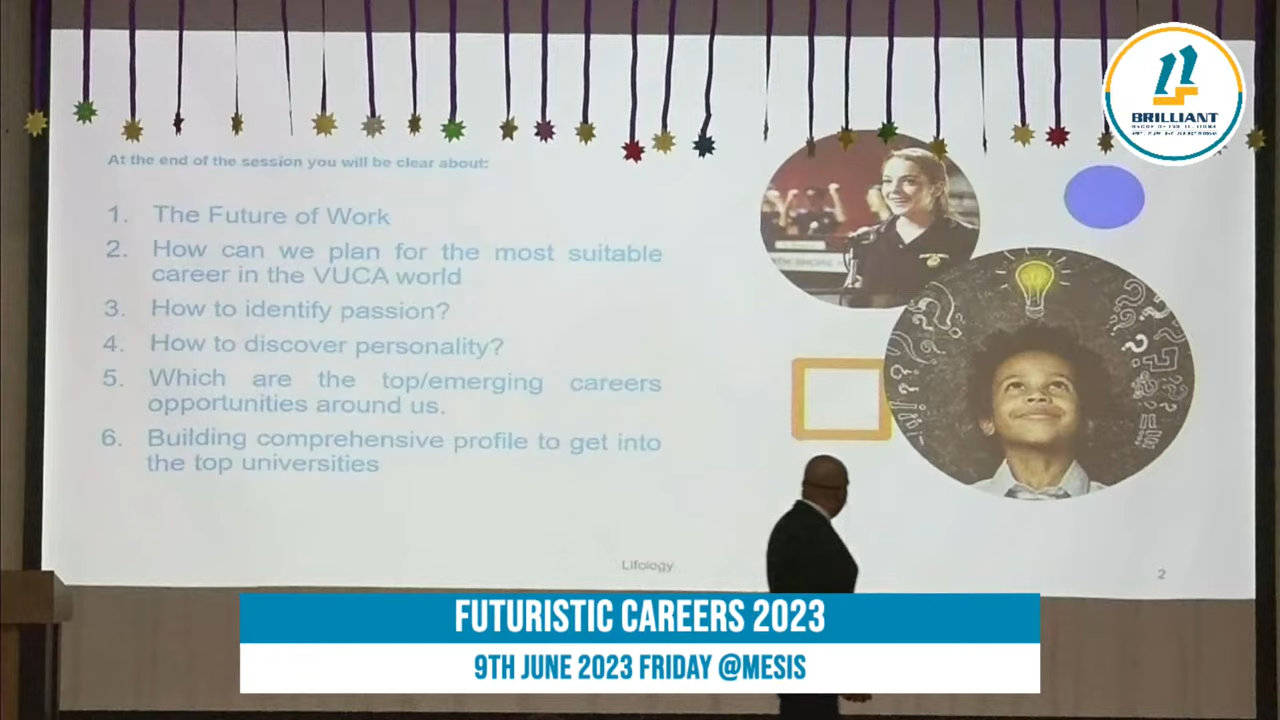 BRILLIANT
At the end of the session you will be clear about:
1. The Future of Work
2. How can we plan for the most suitable
career in the VUCA world
3. How to identify passion?
4. How to discover personality?
5. Which are the top/emerging careers
opportunities around us.
6. Building comprehensive profile to get into
the top universities
Lifology
2
FUTURISTIC CAREERS 2023
9TH JUNE 2023 FRIDAY @MESIS